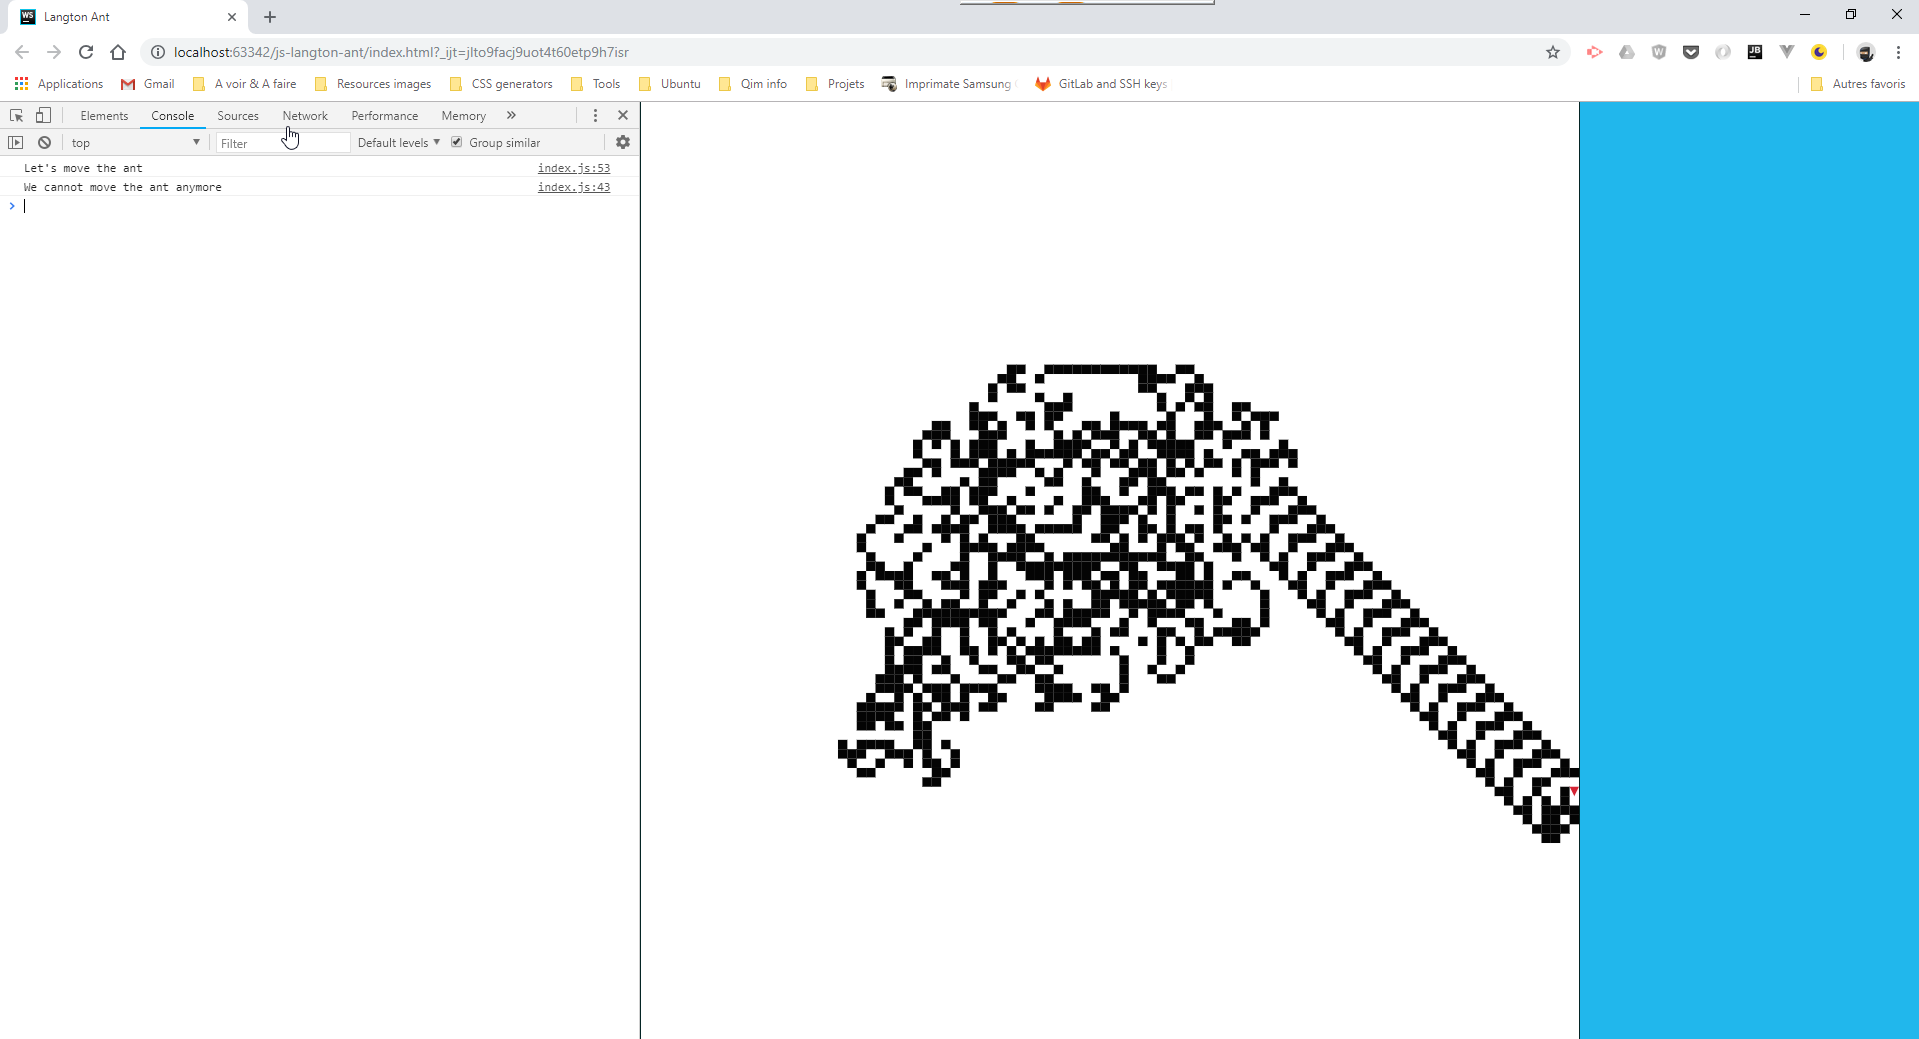 WS Langton Ant
localhost:63342/js-langton-ant/index.html?_ijt=jlto9facj9uot4t60etp9h7isr
JB
Applications Gmail A voir & A faire Resources images CSS generators Tools Ubuntu Qim info Projets Imprimate Samsung GitLab and SSH keys Autres favoris
Elements Console Sources Network Performance Memory »
top Filter Default levels Group similar
Let's move the ant index.js:53
We cannot move the ant anymore index.js:43